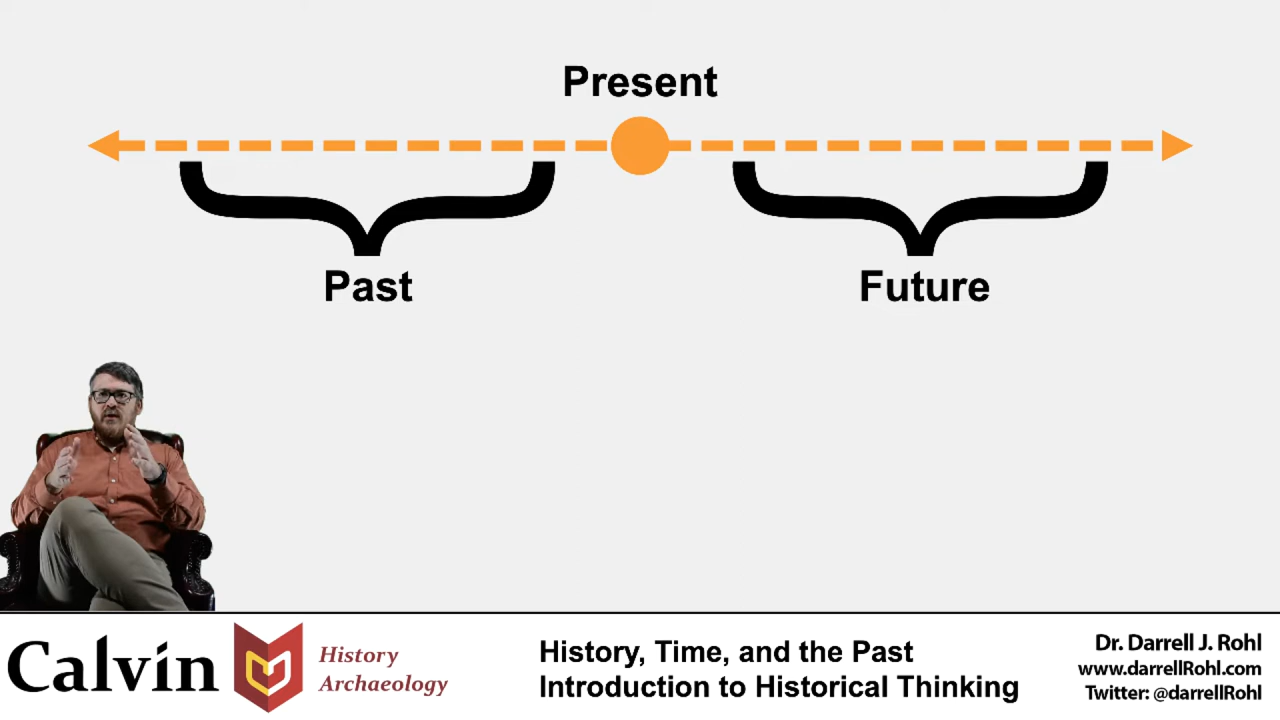 Present
Past
Future
Calvin
History
Archaeology
History, Time, and the Past
Introduction to Historical Thinking
Dr. Darrell J. Rohl
www.darrellRohl.com
Twitter: @darrellRohl